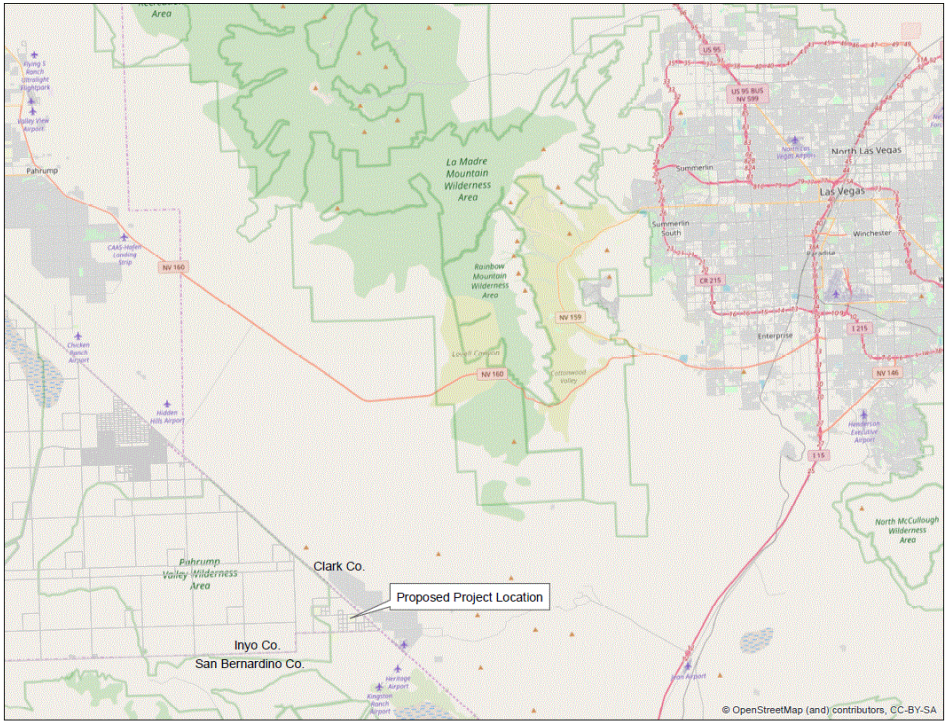 Recreation
Area
Flying S
Ranch
Ultralight
Flightpark
Valley View
Airport
Pahrump
CAAS-Hafen
Landing
Strip
NV 160
Chicken
Ranch
Airport
Hidden
Hills Airport
La Madre
Mountain
Wilderness
Area
Rainbow
Mountain
Wilderness
Area
NV 159
Lovell Canyon
NV 160
Cottonwood
Valley
US 95
US 95 BUS
NV 599
North Las
Vegas Airport
North Las Vegas
Summerlin
Las Vegas
Summerlin
South
Winchester
Paradise
CR 215
I 215
Enterprise
NV 146
Henderson
Executive
Airport
I 15
North McCullough
Wilderness
Area
Pahrump
Valley Wilderness
Area
Clark Co.
Proposed Project Location
Inyo Co.
San Bernardino Co.
Heritage
Airport
Kingston
Ranch
Airport
Jean Airport
© OpenStreetMap (and) contributors, CC-BY-SA